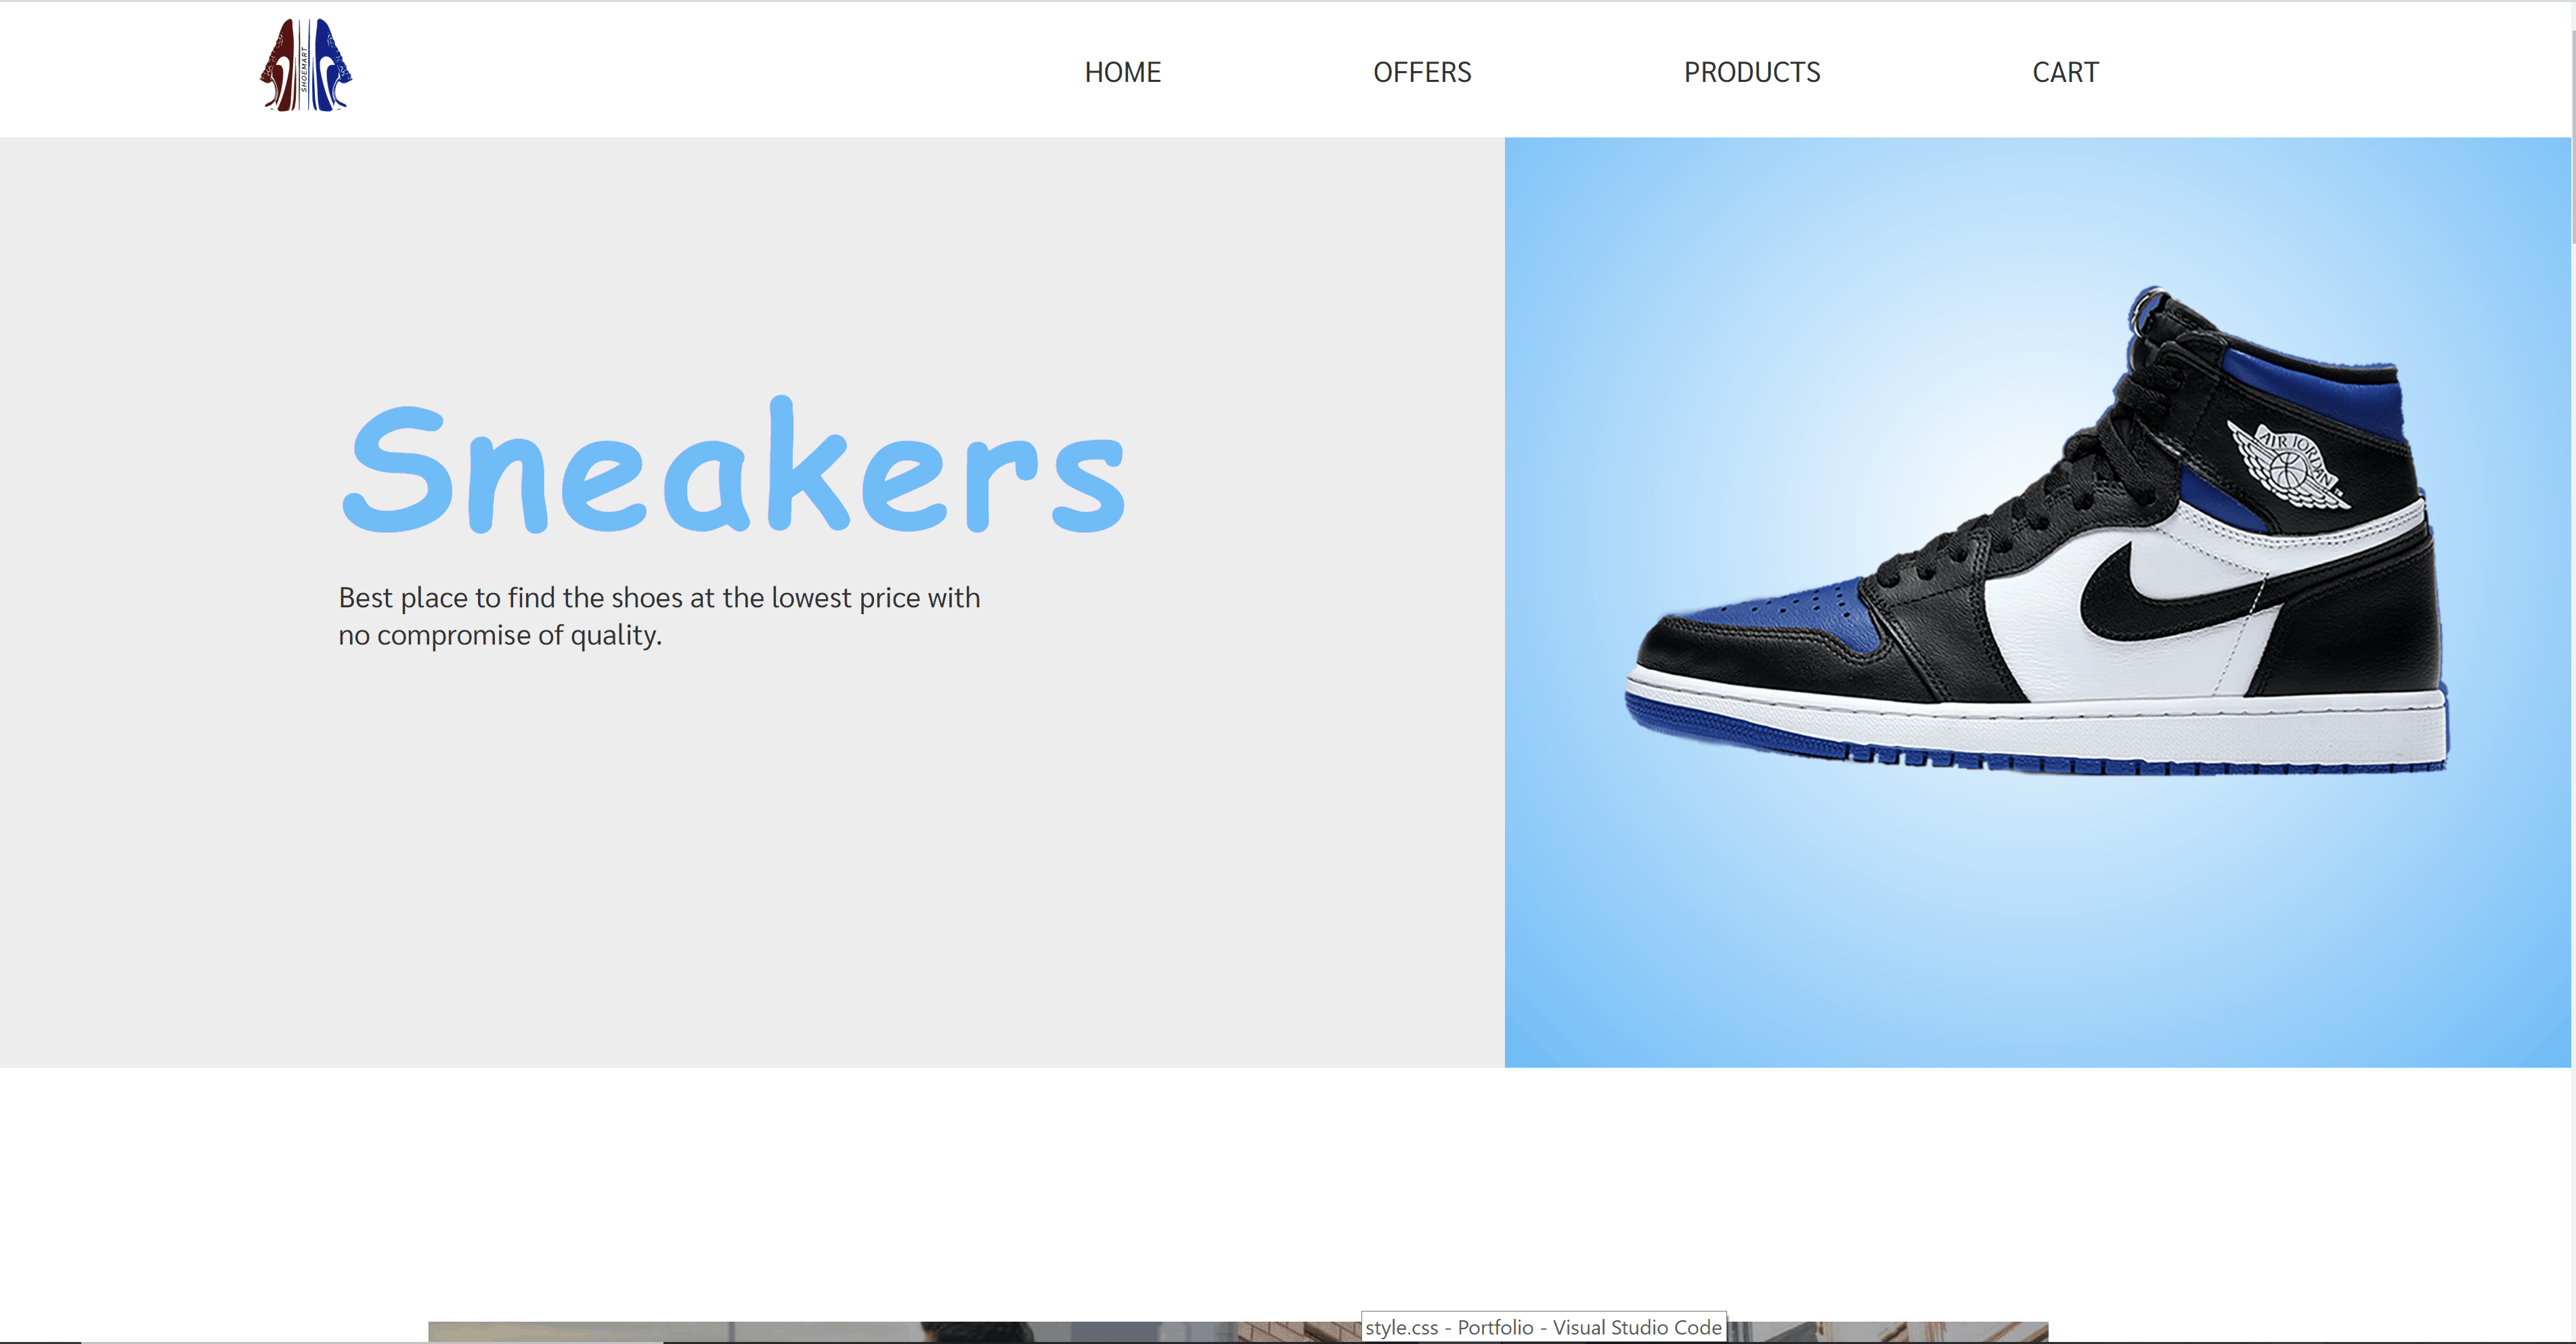 SHOEMART
HOME
OFFERS
PRODUCTS
CART
Sneakers
Best place to find the shoes at the lowest price with
no compromise of quality.
AIR JORDAN
style.css - Portfolio - Visual Studio Code